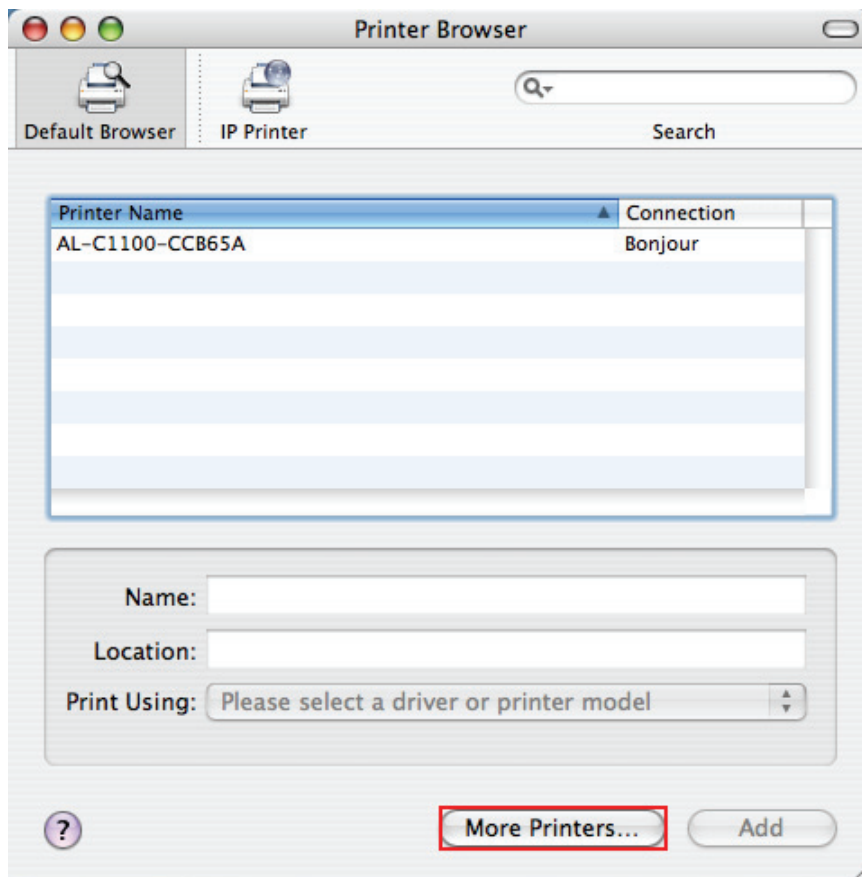 Printer Browser
Default Browser
IP Printer
Search
Printer Name
Connection
AL-C1100-CCB65A
Bonjour
Name:
Location:
Print Using:
Please select a driver or printer model
?
More Printers...
Add